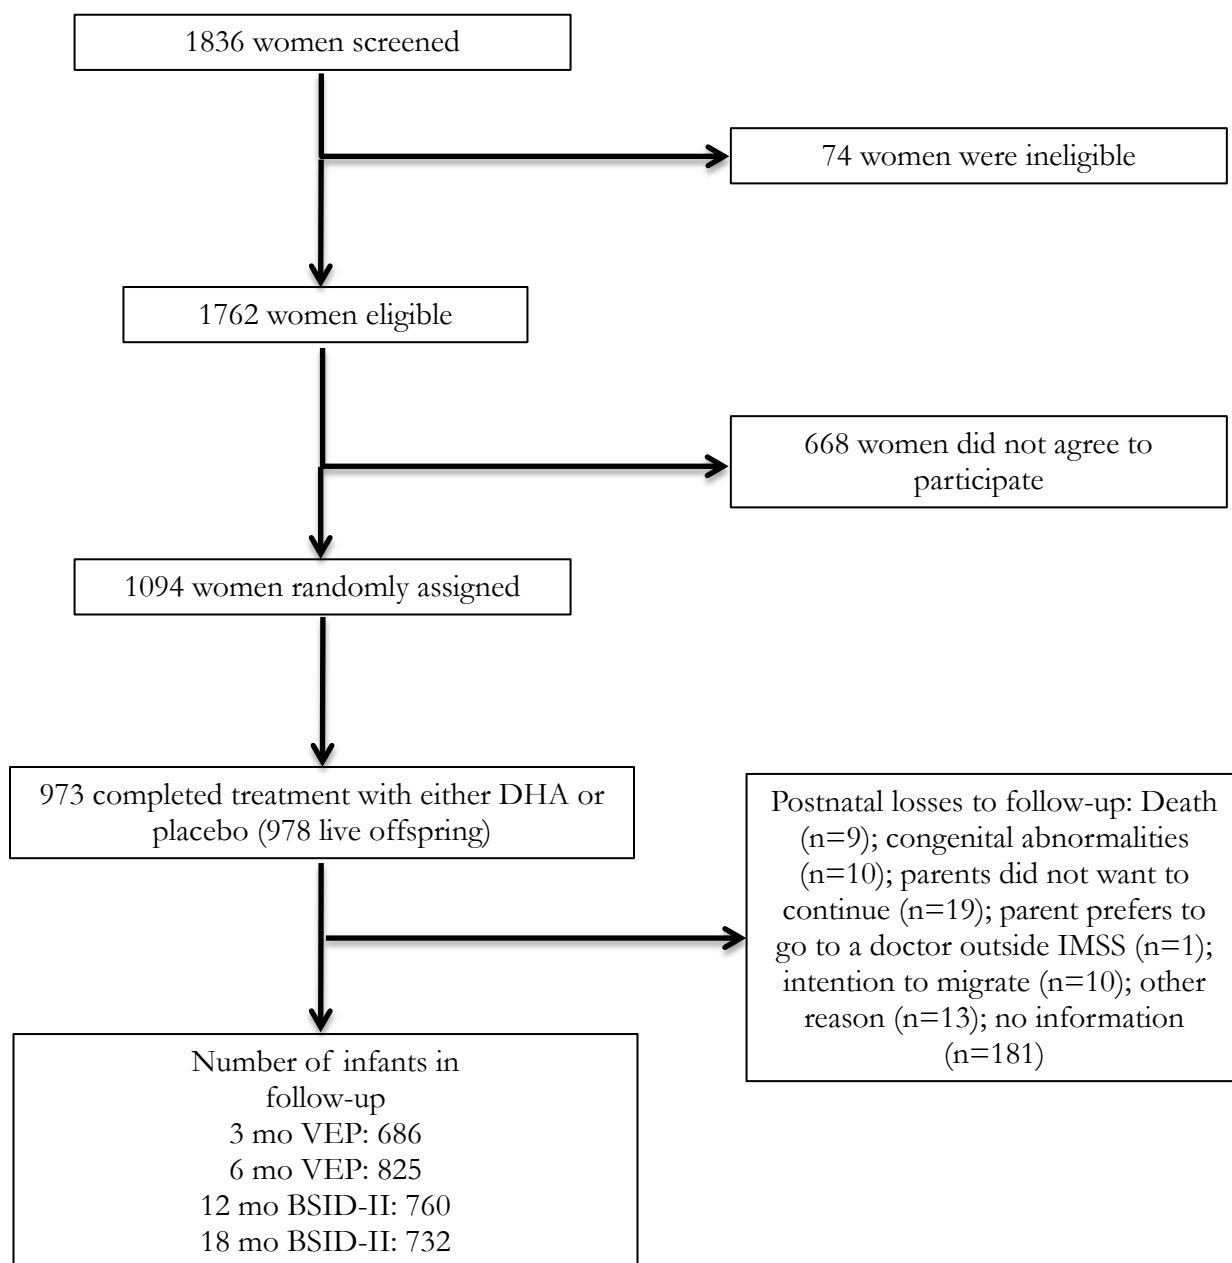 1836 women screened
74 women were ineligible
1762 women eligible
668 women did not agree to
participate
1094 women randomly assigned
973 completed treatment with either DHA or
placebo (978 live offspring)
Postnatal losses to follow-up: Death
(n=9); congenital abnormalities
(n=10); parents did not want to
continue (n=19); parent prefers to
go to a doctor outside IMSS (n=1);
intention to migrate (n=10); other
reason (n=13); no information
(n=181)
Number of infants in
follow-up
3 mo VEP: 686
6 mo VEP: 825
12 mo BSID-II: 760
18 mo BSID-II: 732